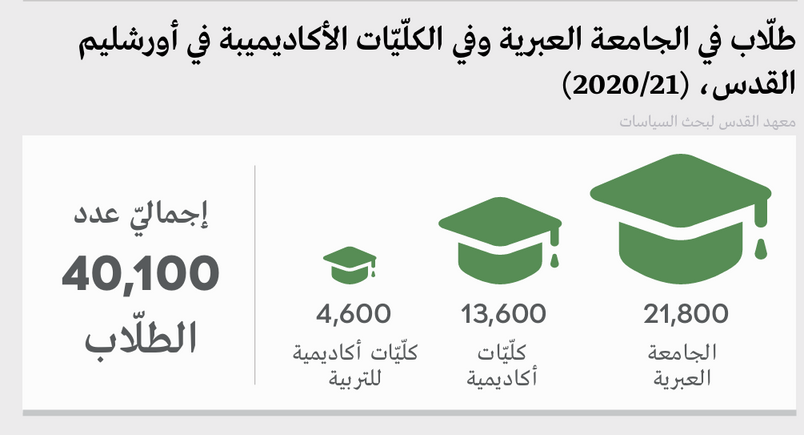 طلّاب في الجامعة العبرية وفي الكلّيّات الأكاديميبة في أورشليم
القدس، (2020/21)
معهد القدس لبحث السياسات
21,800
الجامعة
العبرية
13,600
كلّيّات
أكاديمية
4,600
كلّيّات أكاديمية
للتربية
إجماليّ عدد
40,100
الطلّاب